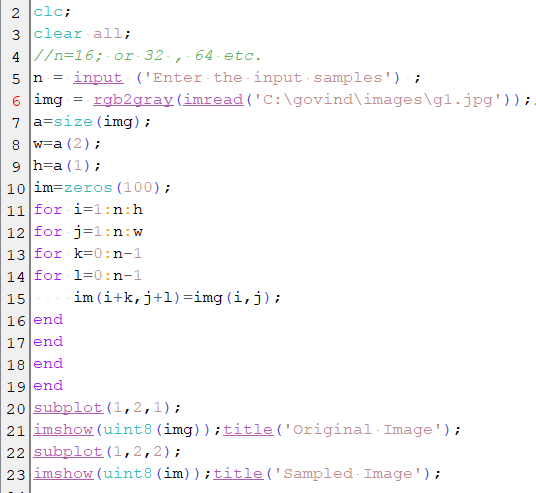 2 clc;
3 clear all;
4 //n=16; or 32 , 64 etc.
5 n = input ('Enter the input samples') ;
6 img = rgb2gray(imread('C:\govind\images\g1.jpg'));
7 a=size(img);
8 w=a(2);
9 h=a(1);
10 im=zeros(100);
11 for i=1:n:h
12 for j=1:n:w
13 for k=0:n-1
14 for l=0:n-1
15     im(i+k,j+l)=img(i,j);
16 end
17 end
18 end
19 end
20 subplot(1,2,1);
21 imshow(uint8(img));title('Original Image');
22 subplot(1,2,2);
23 imshow(uint8(im));title('Sampled Image');